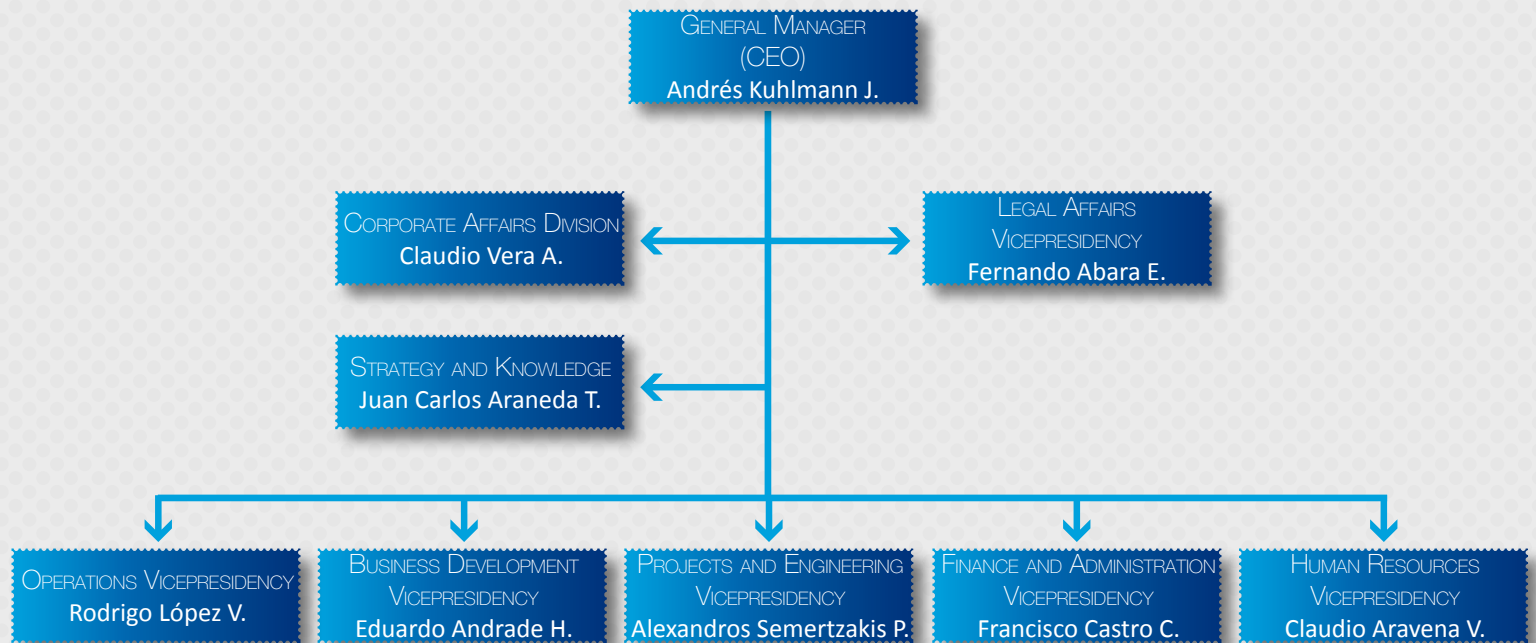 General Manager
(CEO)
Andrés Kuhlmann J.
Corporate Affairs Division
Claudio Vera A.
Legal Affairs
Vicepresidency
Fernando Abara E.
Strategy and Knowledge
Juan Carlos Araneda T.
Operations Vicepresidency
Rodrigo López V.
Business Development
Vicepresidency
Eduardo Andrade H.
Projects and Engineering
Vicepresidency
Alexandros Semertzakis P.
Finance and Administration
Vicepresidency
Francisco Castro C.
Human Resources
Vicepresidency
Claudio Aravena V.